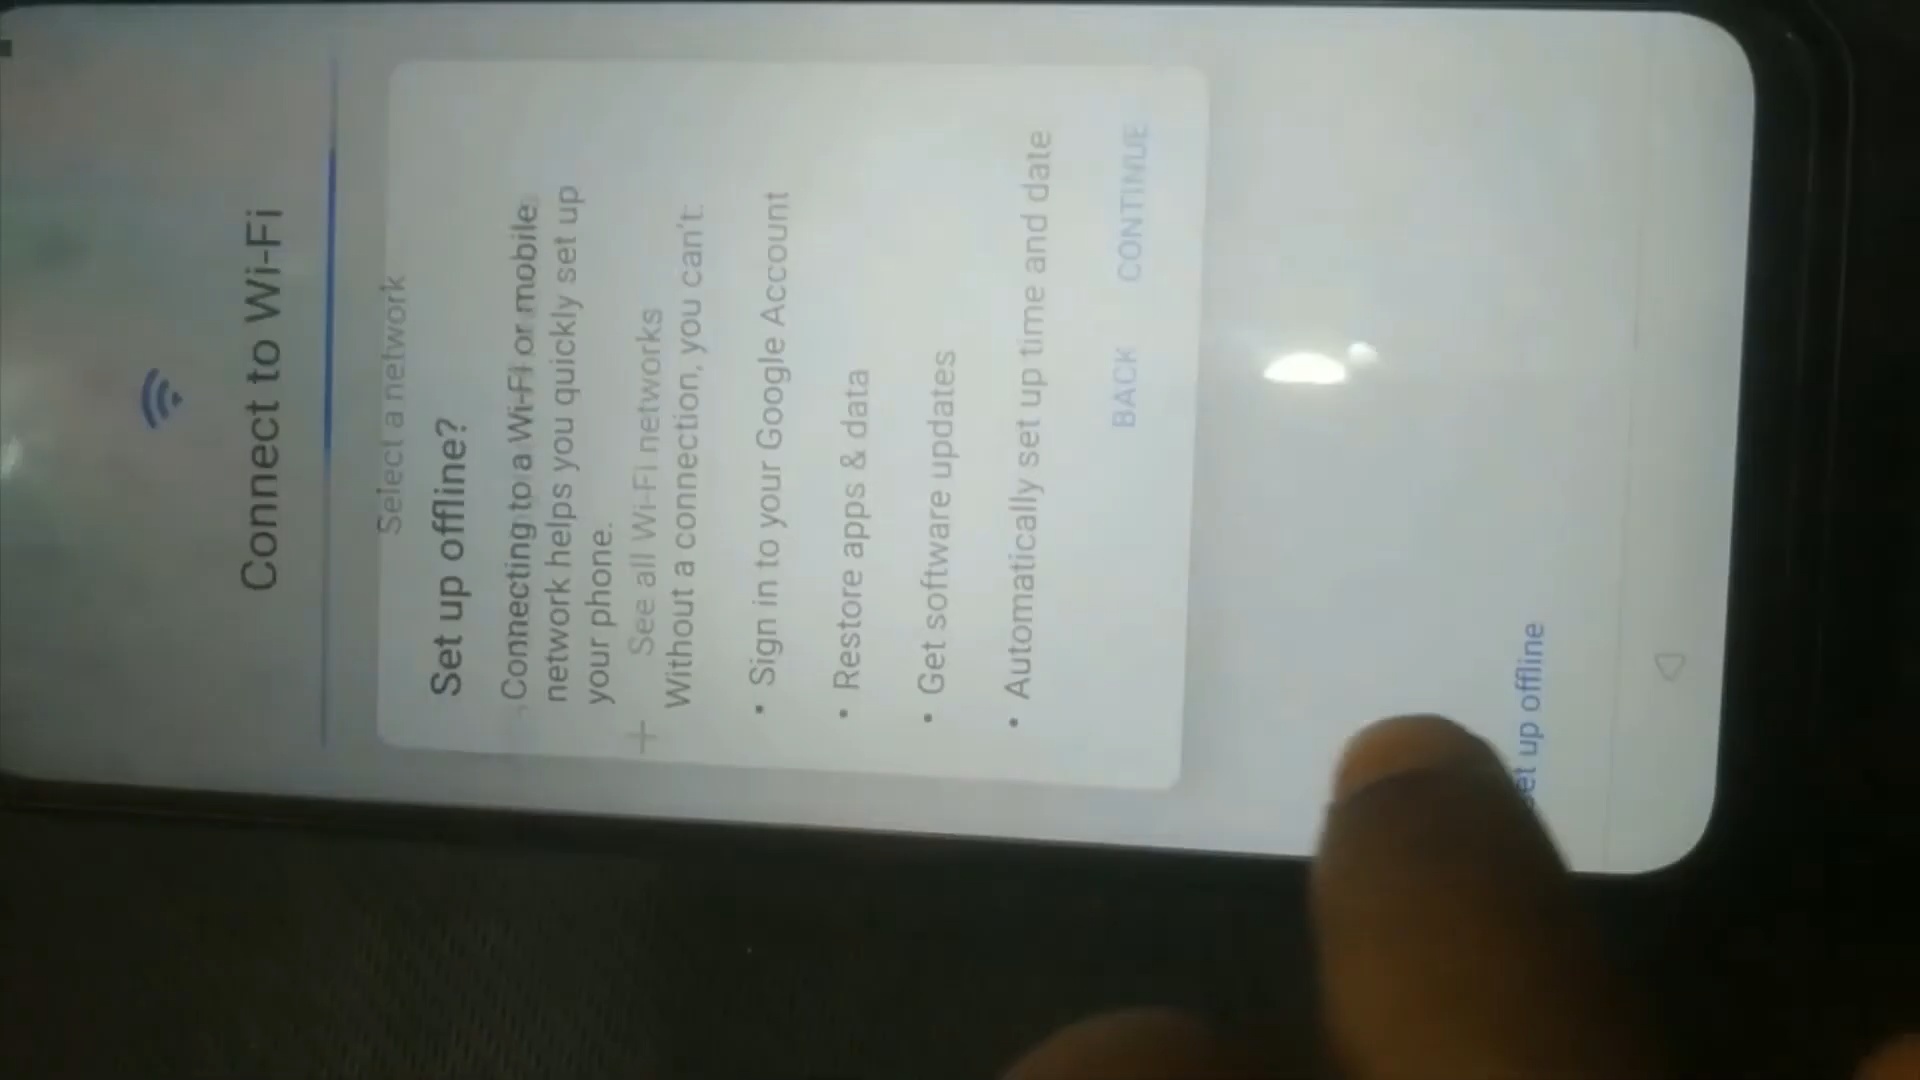 Connect to Wi-Fi
Select a network
Set up offline?
Connecting to a Wi-Fi or mobile
network helps you quickly set up
your phone.
See all Wi-Fi networks
Without a connection, you can't:
• Sign in to your Google Account
• Restore apps & data
• Get software updates
• Automatically set up time and date
BACK CONTINUE
Set up offline